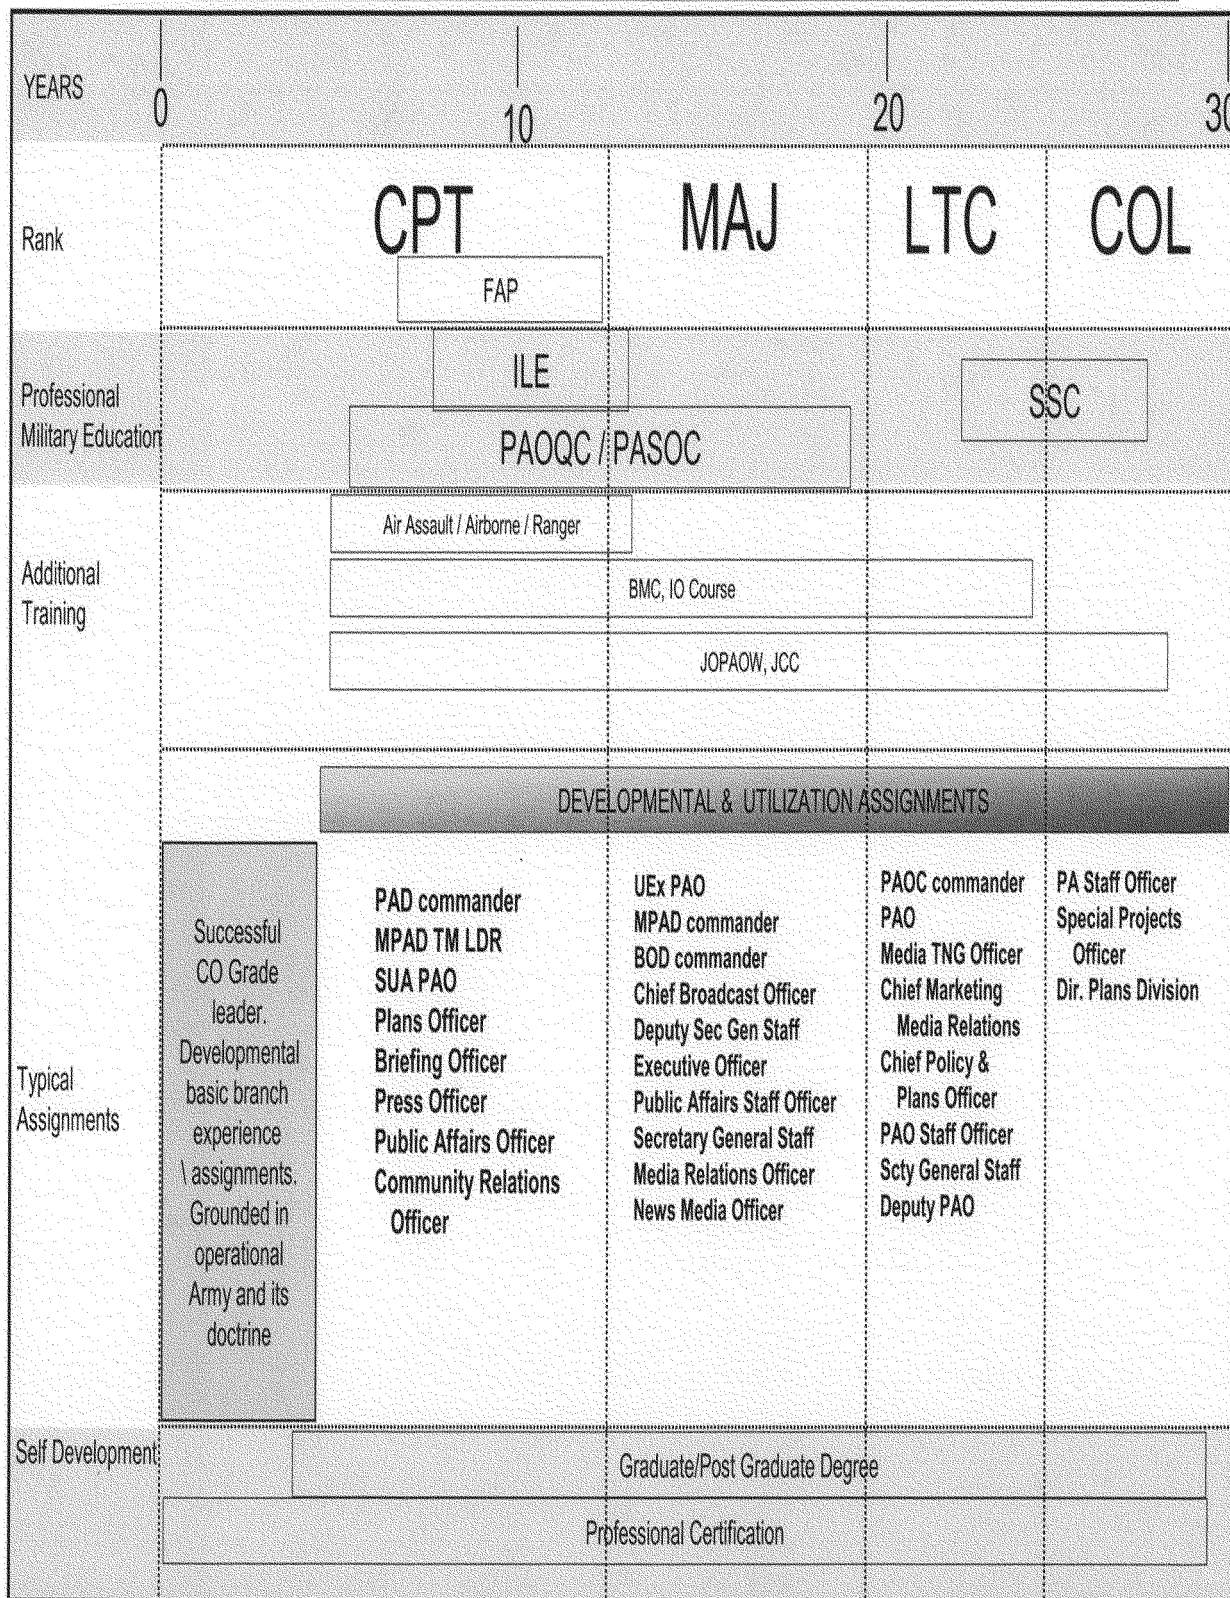 YEARS
0
10
20
30
Rank
CPT
MAJ
LTC
COL
FAP
Professional
Military Education
ILE
SSC
PAOQC / PASOC
Additional
Training
Air Assault / Airborne / Ranger
BMC, IO Course
JOPAOW, JCC
DEVELOPMENTAL & UTILIZATION ASSIGNMENTS
Typical
Assignments
Successful
CO Grade
leader.
Developmental
basic branch
experience
\ assignments.
Grounded in
operational
Army and its
doctrine
PAD commander
MPAD TM LDR
SUA PAO
Plans Officer
Briefing Officer
Press Officer
Public Affairs Officer
Community Relations
Officer
UEx PAO
MPAD commander
BOD commander
Chief Broadcast Officer
Deputy Sec Gen Staff
Executive Officer
Public Affairs Staff Officer
Secretary General Staff
Media Relations Officer
News Media Officer
PAOC commander
PAO
Media TNG Officer
Chief Marketing
Media Relations
Chief Policy &
Plans Officer
PAO Staff Officer
Scty General Staff
Deputy PAO
PA Staff Officer
Special Projects
Officer
Dir. Plans Division
Self Development
Graduate/Post Graduate Degree
Professional Certification